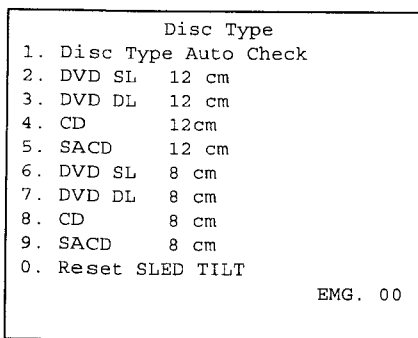 Disc Type
1. Disc Type Auto Check
2. DVD SL 12 cm
3. DVD DL 12 cm
4. CD 12cm
5. SACD 12 cm
6. DVD SL 8 cm
7. DVD DL 8 cm
8. CD 8 cm
9. SACD 8 cm
0. Reset SLED TILT
EMG. 00